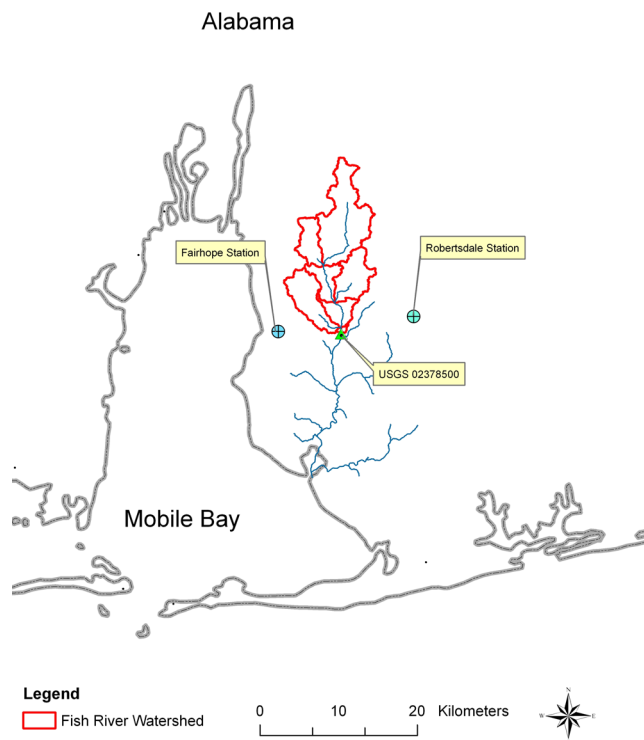 Alabama
Fairhope Station
Robertsdale Station
USGS 02378500
Mobile Bay
Legend
Fish River Watershed
0 10 20 Kilometers
N
W E
S